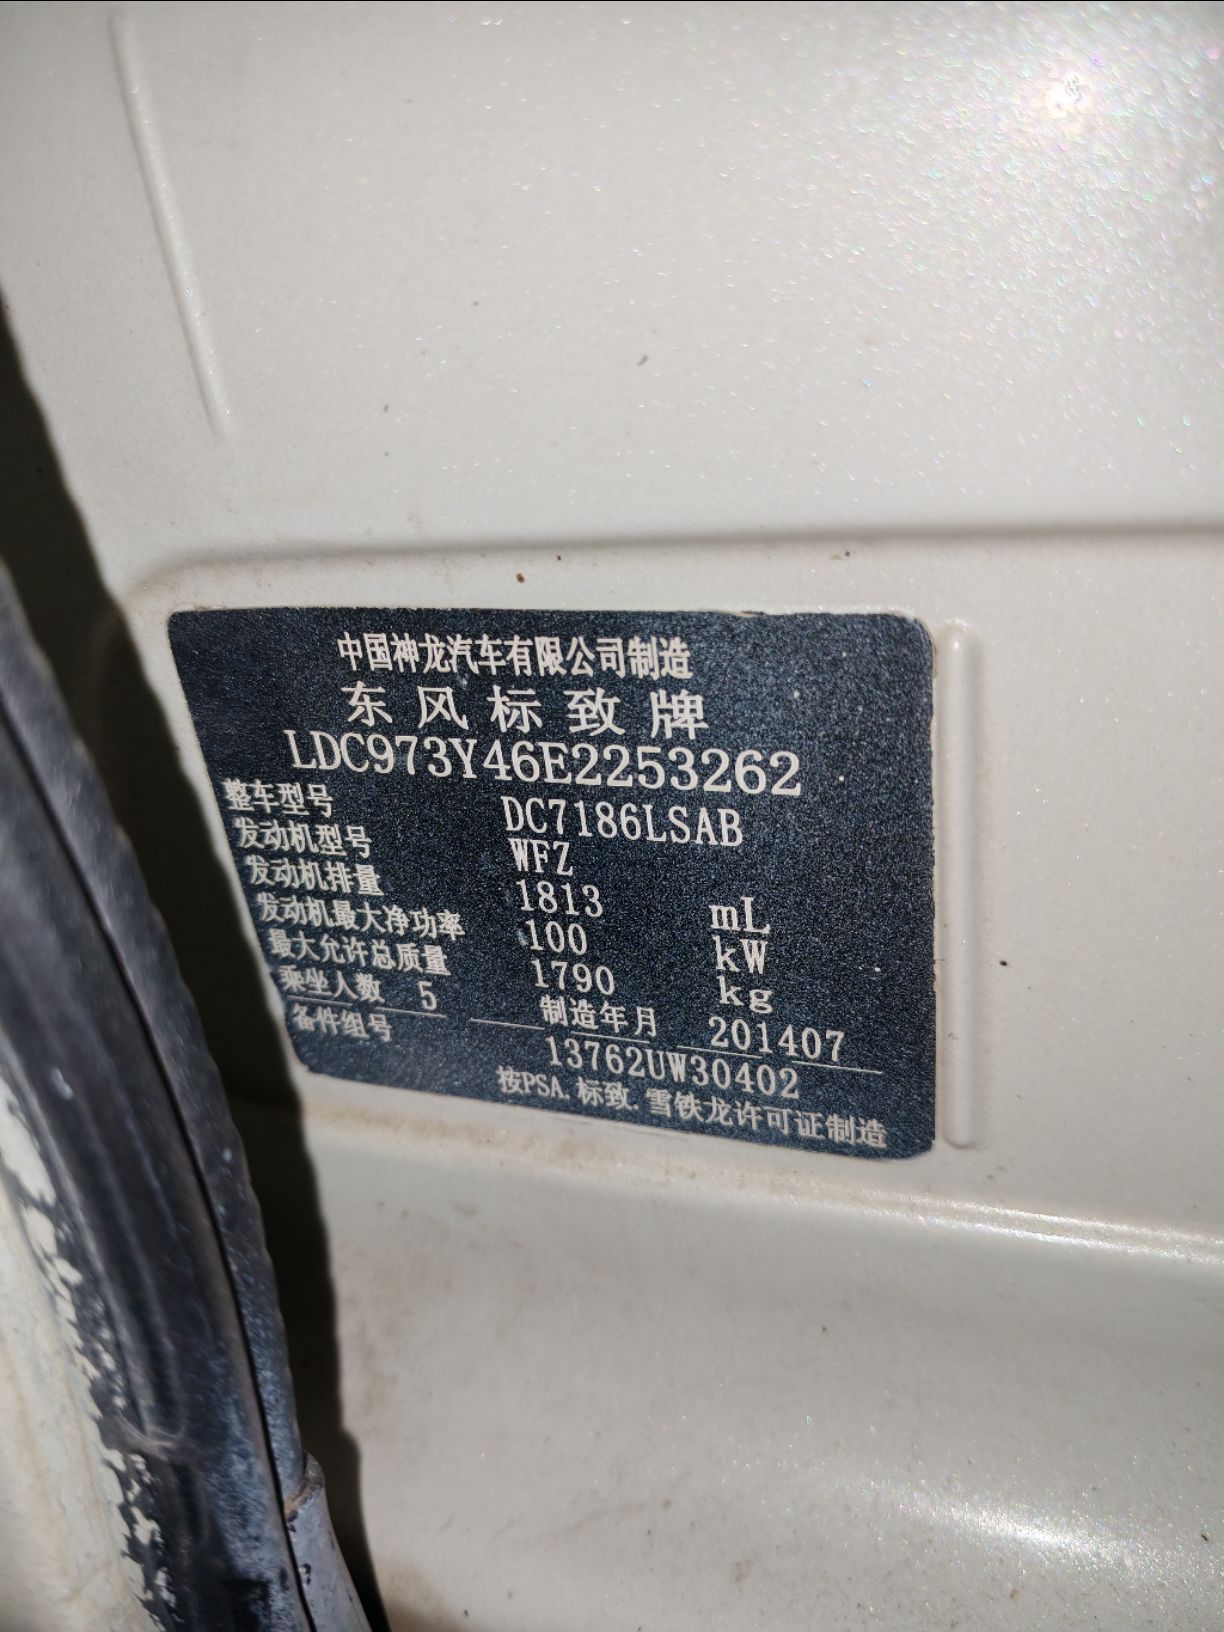 中国神龙汽车有限公司制造
东风标致牌
LDC973Y46E2253262
整车型号 DC7186LSAB
发动机型号 WFZ
发动机排量 1813 mL
发动机最大净功率 100 kW
最大允许总质量 1790 kg
乘坐人数 5 制造年月 201407
备件组号 13762UW30402
按PSA.标致.雪铁龙许可证制造